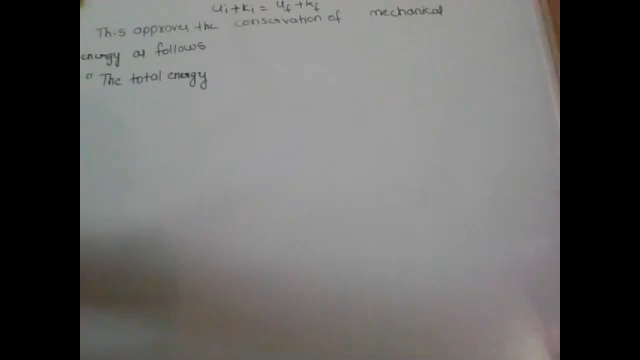 Ui + Ki = Uf + Kf
This approves the conservation of mechanical
energy as follows
" The total energy